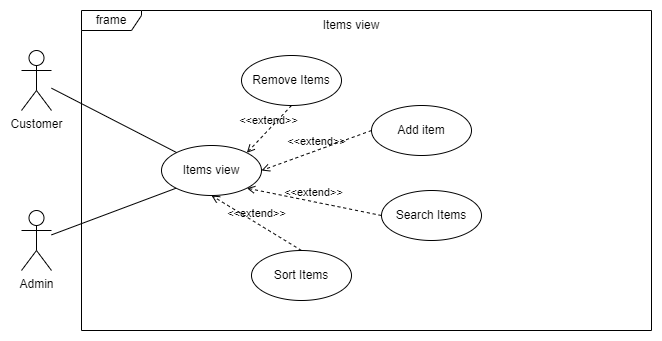 frame
Items view
Customer
Remove Items
<<extend>>
Add item
<<extend>>
Items view
<<extend>>
Search Items
<<extend>>
Admin
Sort Items